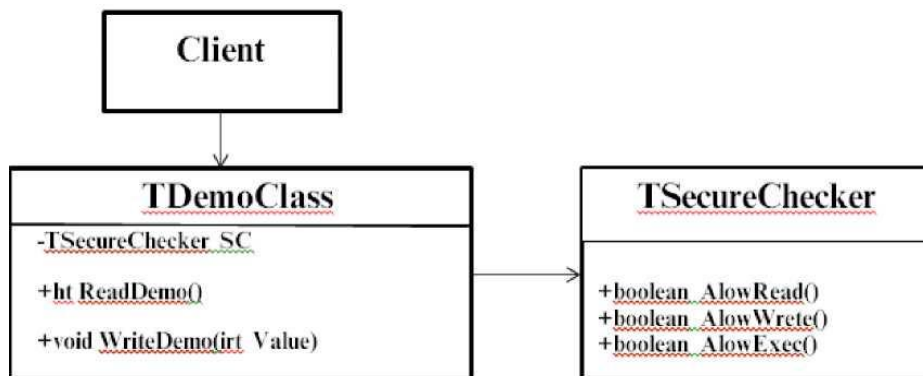 Client
TDemoClass
-TSecureChecker SC
+ht ReadDemo()
+void WriteDemo(irt Value)
TSecureChecker
+boolean AlowRead()
+boolean AlowWrete()
+boolean AlowExec()